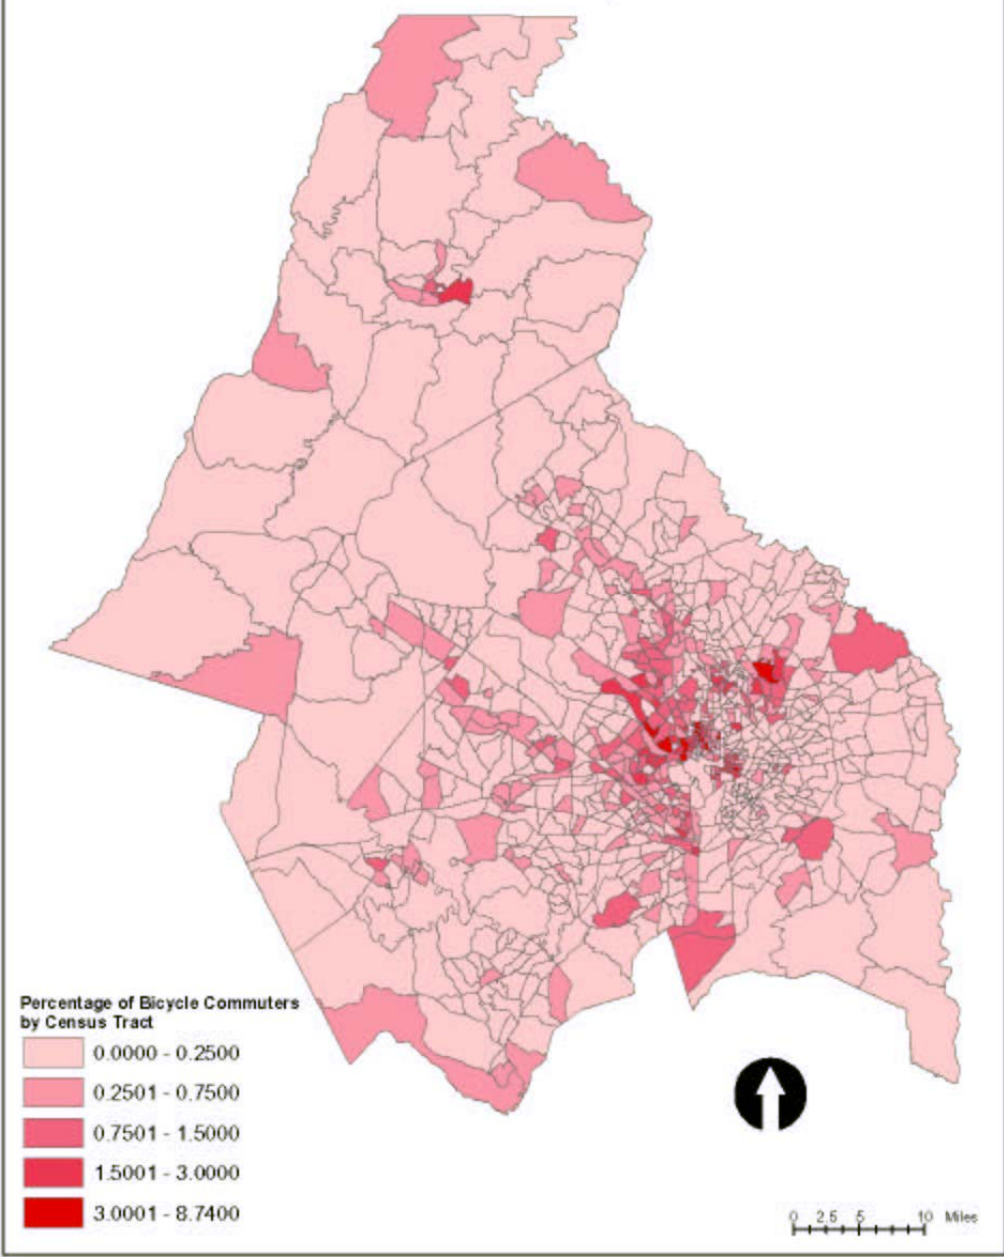 Percentage of Bicycle Commuters
by Census Tract
0.0000 - 0.2500
0.2501 - 0.7500
0.7501 - 1.5000
1.5001 - 3.0000
3.0001 - 8.7400
0 2.5 5 10 Miles